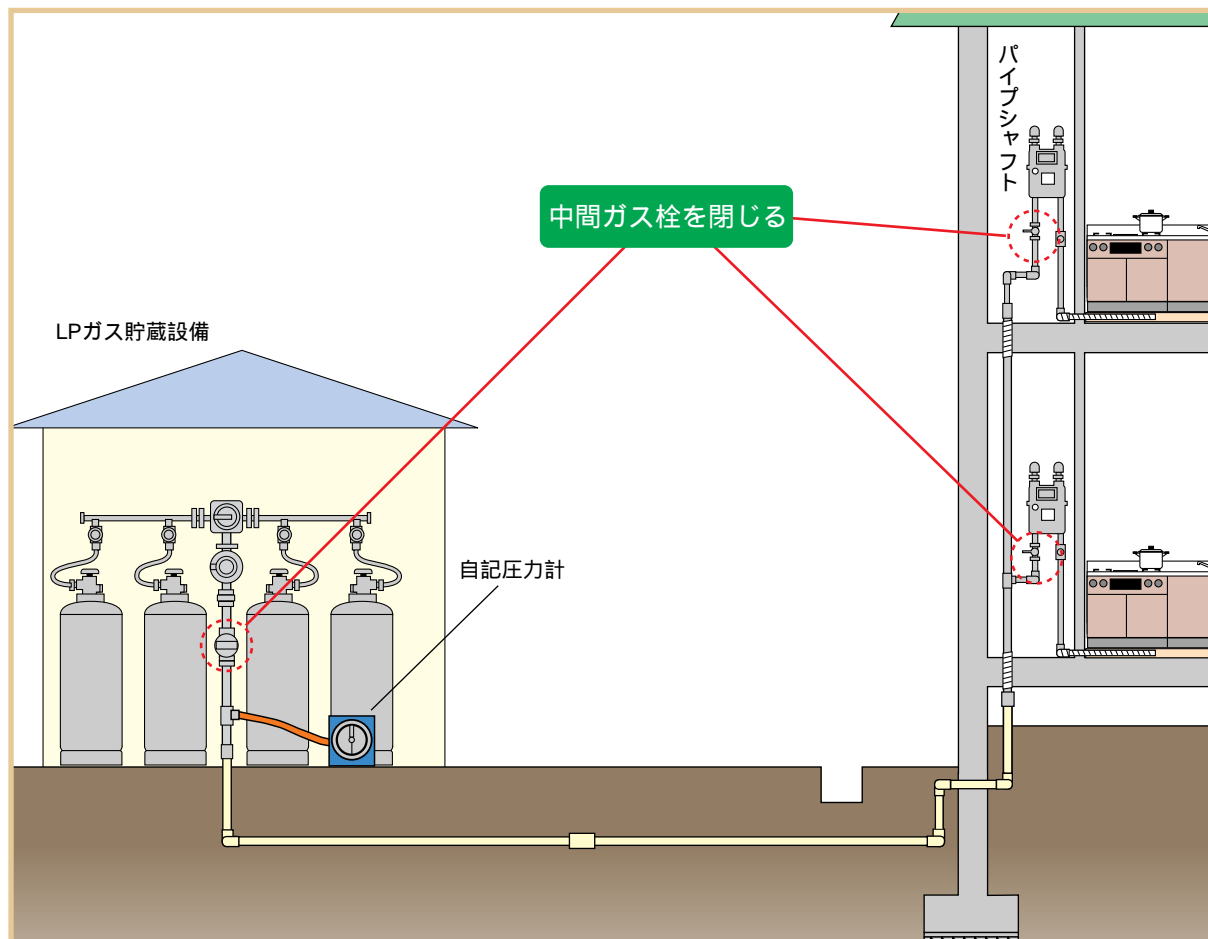 パイプシャフト
中間ガス栓を閉じる
LPガス貯蔵設備
自記圧力計